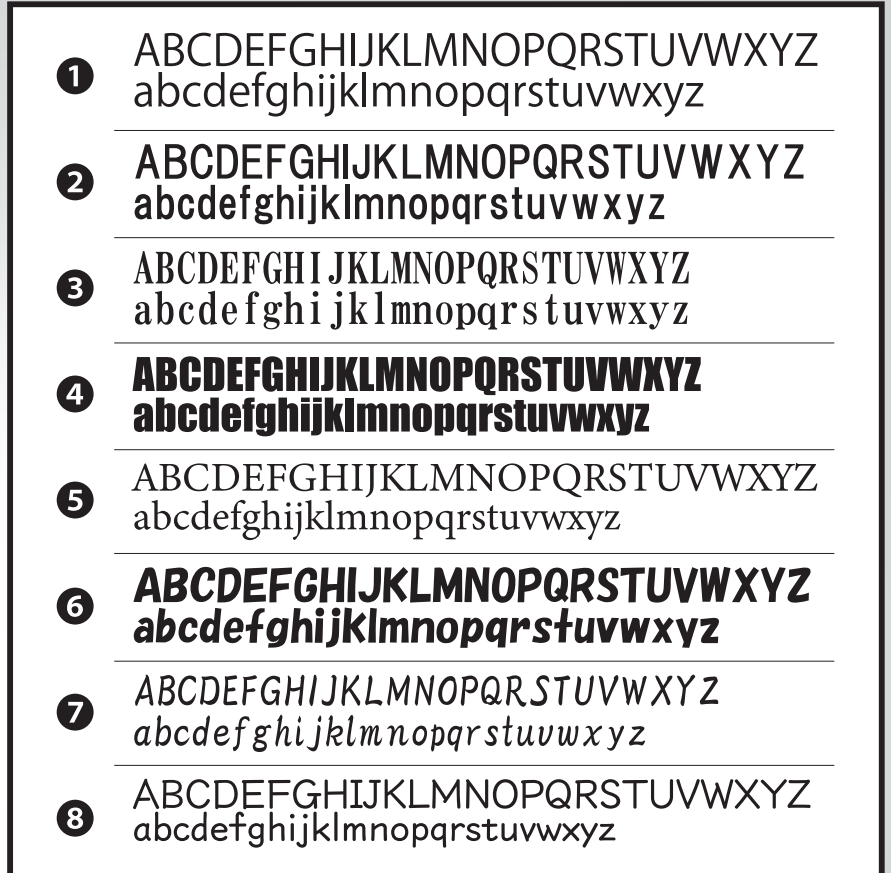 1 ABCDEFGHIJKLMNOPQRSTUVWXYZ
abcdefghijklmnopqrstuvwxyz
2 ABCDEFGHIJKLMNOPQRSTUVWXYZ
abcdefghijklmnopqrstuvwxyz
3 ABCDEFGHIJKLMNOPQRSTUVWXYZ
abcdefghijklmnopqrstuvwxyz
4 ABCDEFGHIJKLMNOPQRSTUVWXYZ
abcdefghijklmnopqrstuvwxyz
5 ABCDEFGHIJKLMNOPQRSTUVWXYZ
abcdefghijklmnopqrstuvwxyz
6 ABCDEFGHIJKLMNOPQRSTUVWXYZ
abcdefghijklmnopqrstuvwxyz
7 ABCDEFGHIJKLMNOPQRSTUVWXYZ
abcdefghijklmnopqrstuvwxyz
8 ABCDEFGHIJKLMNOPQRSTUVWXYZ
abcdefghijklmnopqrstuvwxyz